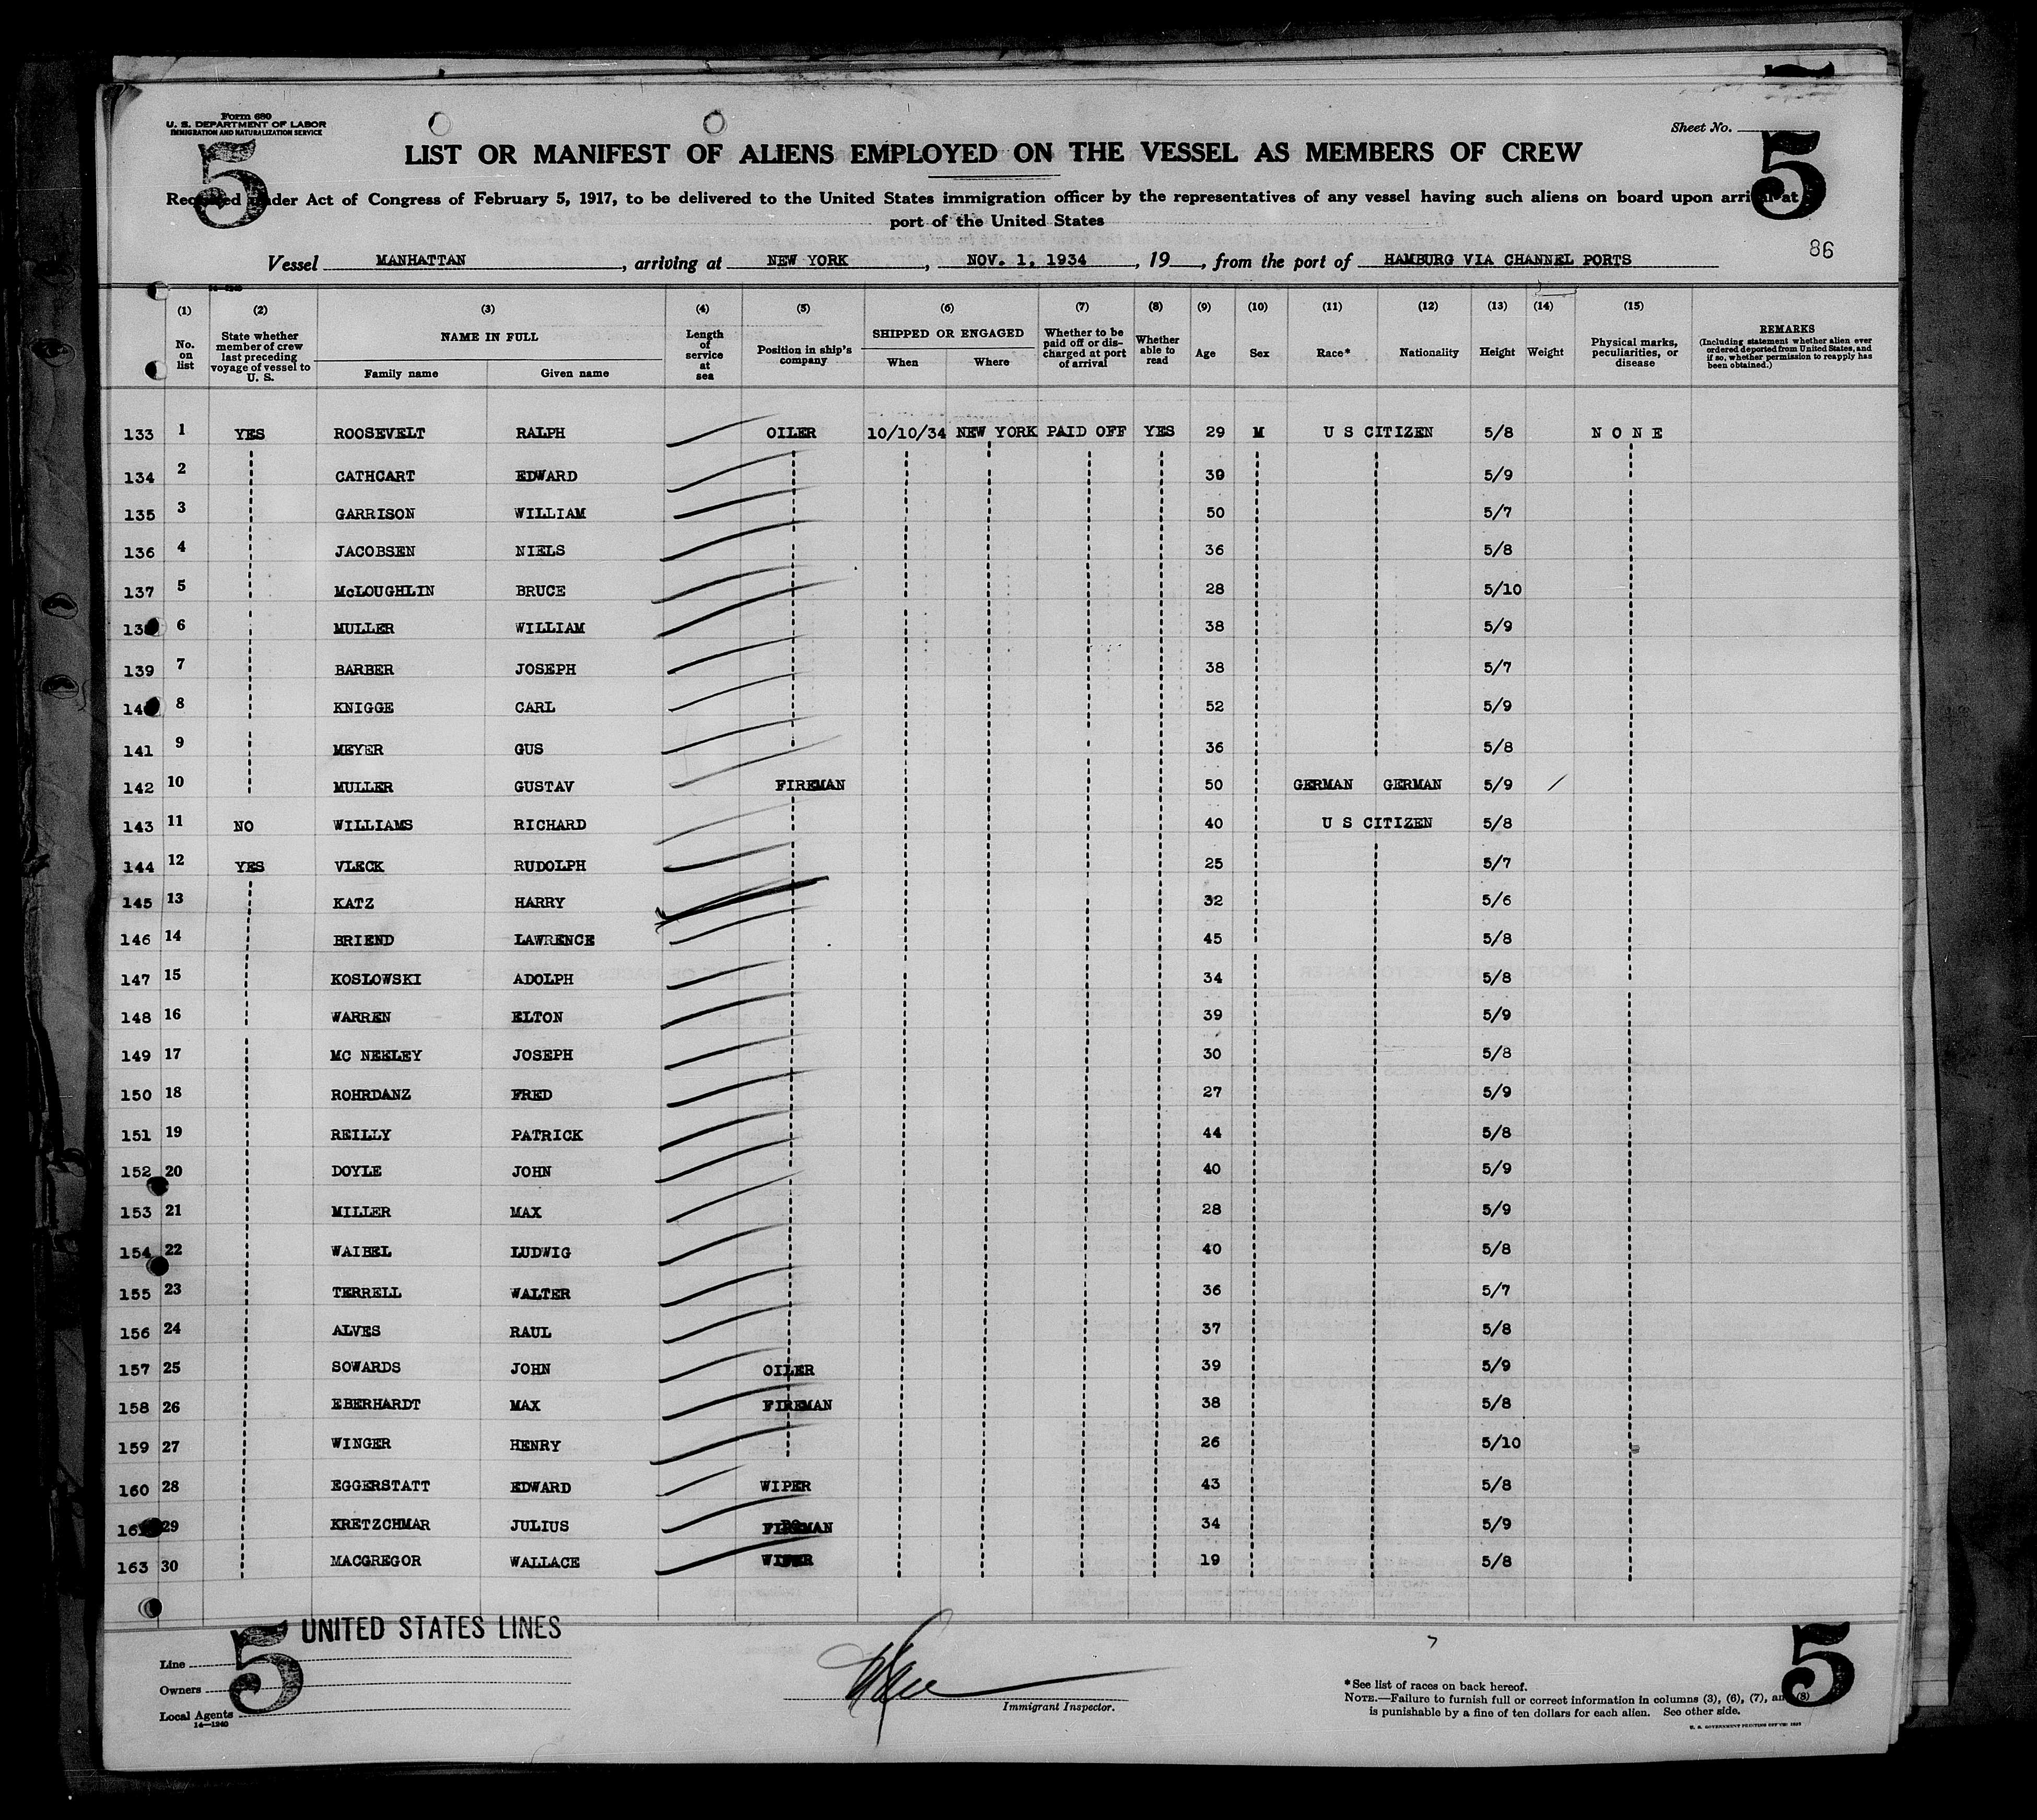 Form 680
U. S. DEPARTMENT OF LABOR
IMMIGRATION AND NATURALIZATION SERVICE
5
Sheet No.
5
LIST OR MANIFEST OF ALIENS EMPLOYED ON THE VESSEL AS MEMBERS OF CREW
Required under Act of Congress of February 5, 1917, to be delivered to the United States immigration officer by the representatives of any vessel having such aliens on board upon arrival at
port of the United States
86
Vessel MANHATTAN, arriving at NEW YORK, NOV. 1, 1934, 19, from the port of HAMBURG VIA CHANNEL PORTS
14-1240
(1) (2) (3) (4) (5) (6) (7) (8) (9) (10) (11) (12) (13) (14) (15)
No. on list State whether member of crew last preceding voyage of vessel to U. S. NAME IN FULL Family name Given name Length of service at sea Position in ship's company SHIPPED OR ENGAGED When Where Whether to be paid off or discharged at port of arrival Whether able to read Age Sex Race* Nationality Height Weight Physical marks, peculiarities, or disease REMARKS (Including statement whether alien ever ordered deported from United States, and if so, whether permission to reapply has been obtained.)
133 1 YES ROOSEVELT RALPH OILER 10/10/34 NEW YORK PAID OFF YES 29 M U S CITIZEN 5/8 N O N E
134 2 CATHCART EDWARD 39 5/9
135 3 GARRISON WILLIAM 50 5/7
136 4 JACOBSEN NIELS 36 5/8
137 5 McLOUGHLIN BRUCE 28 5/10
6 MULLER WILLIAM 38 5/9
139 7 BARBER JOSEPH 38 5/7
8 KNIGGE CARL 52 5/9
141 9 MEYER GUS 36 5/8
142 10 MULLER GUSTAV FIREMAN 50 GERMAN GERMAN 5/9
143 11 NO WILLIAMS RICHARD 40 U S CITIZEN 5/8
144 12 YES VLECK RUDOLPH 25 5/7
145 13 KATZ HARRY 32 5/6
146 14 BRIEND LAWRENCE 45 5/8
147 15 KOSLOWSKI ADOLPH 34 5/8
148 16 WARREN ELTON 39 5/9
149 17 MC NEELEY JOSEPH 30 5/8
150 18 ROHRDANZ FRED 27 5/9
151 19 REILLY PATRICK 44 5/8
152 20 DOYLE JOHN 40 5/9
153 21 MILLER MAX 28 5/9
154 22 WAIBEL LUDWIG 40 5/8
155 23 TERRELL WALTER 36 5/7
156 24 ALVES RAUL 37 5/8
157 25 SOWARDS JOHN OILER 39 5/9
158 26 EBERHARDT MAX FIREMAN 38 5/8
159 27 WINGER HENRY 26 5/10
160 28 EGGERSTATT EDWARD WIPER 43 5/8
29 KRETZCHMAR JULIUS FIREMAN 34 5/9
163 30 MACGREGOR WALLACE WIPER 19 5/8
5 UNITED STATES LINES
5
Line
Owners
Local Agents
14-1240
Immigrant Inspector.
*See list of races on back hereof.
NOTE.—Failure to furnish full or correct information in columns (3), (6), (7), and (8)
is punishable by a fine of ten dollars for each alien. See other side.